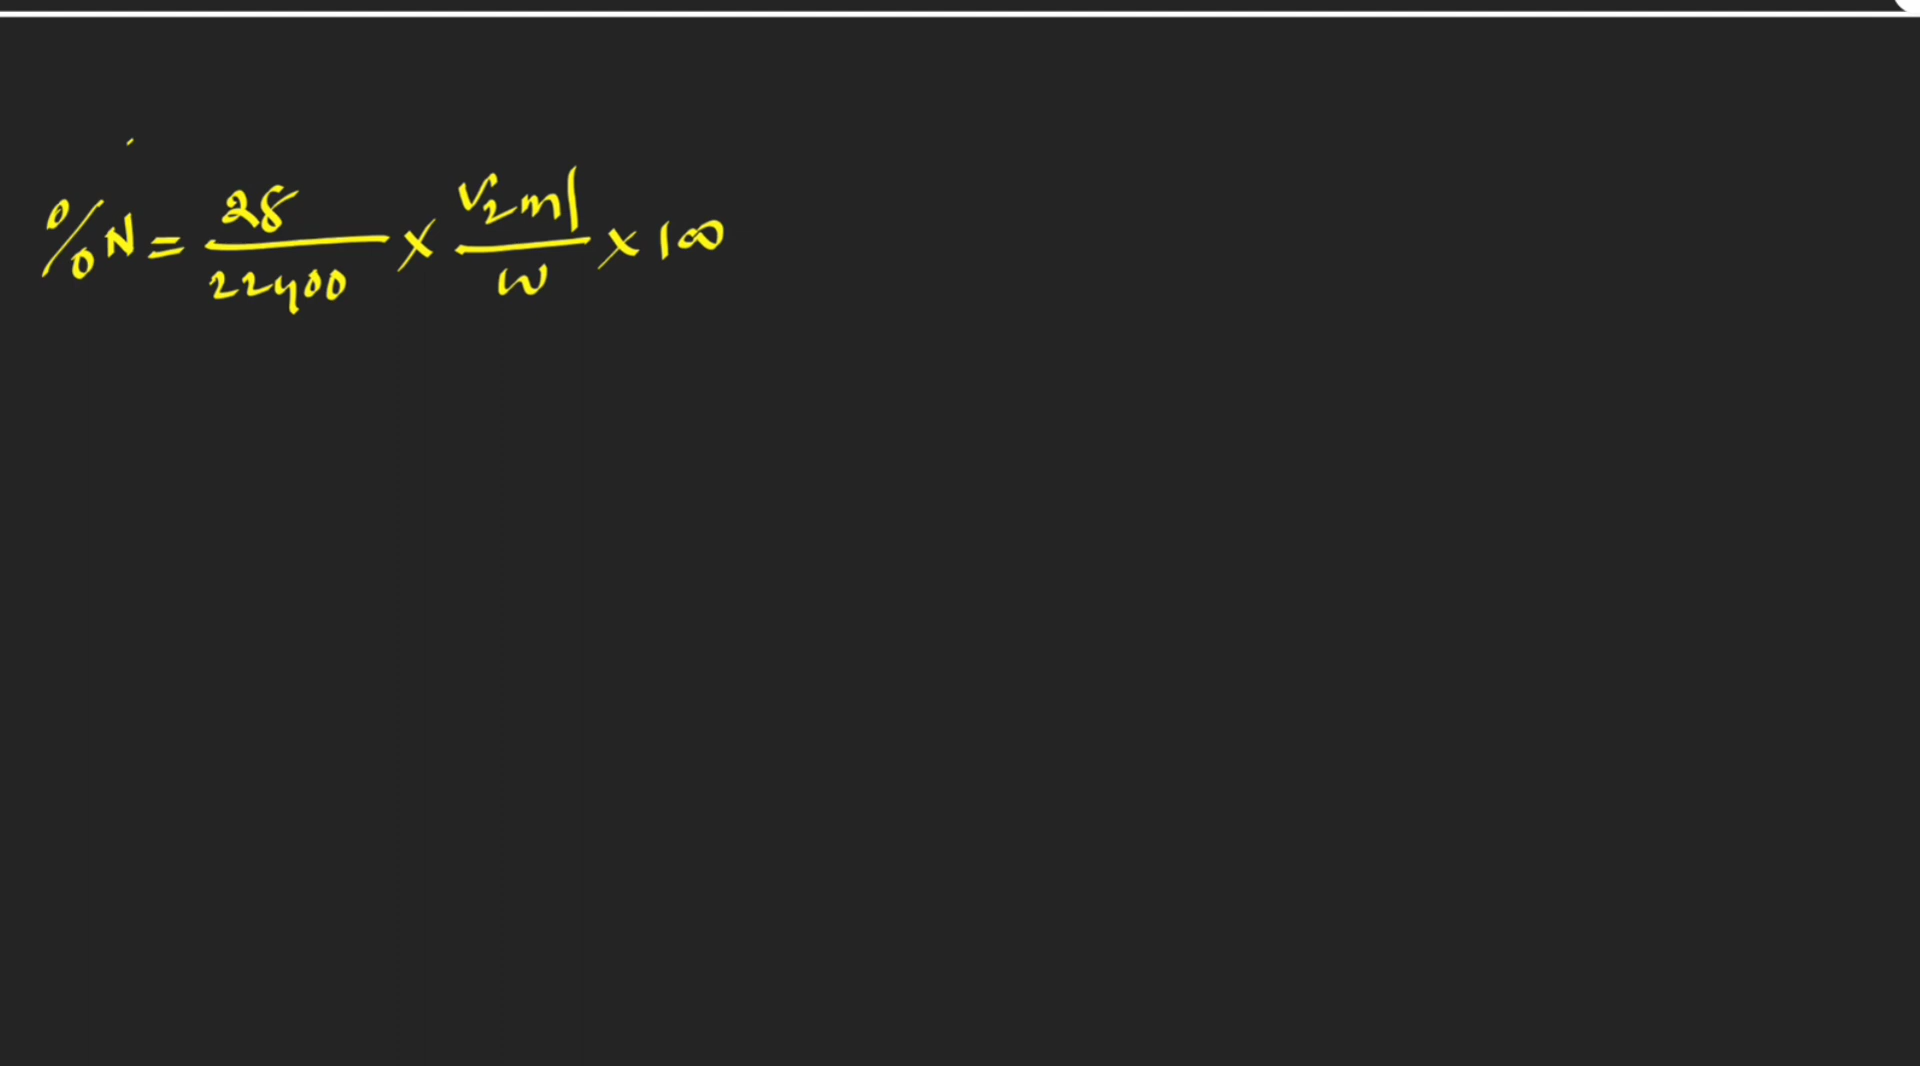 %N = 28/22400 × V₂ml/w × 100